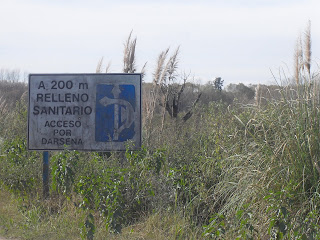 A 200 m
RELLENO
SANITARIO
ACCESO
POR
DARSENA